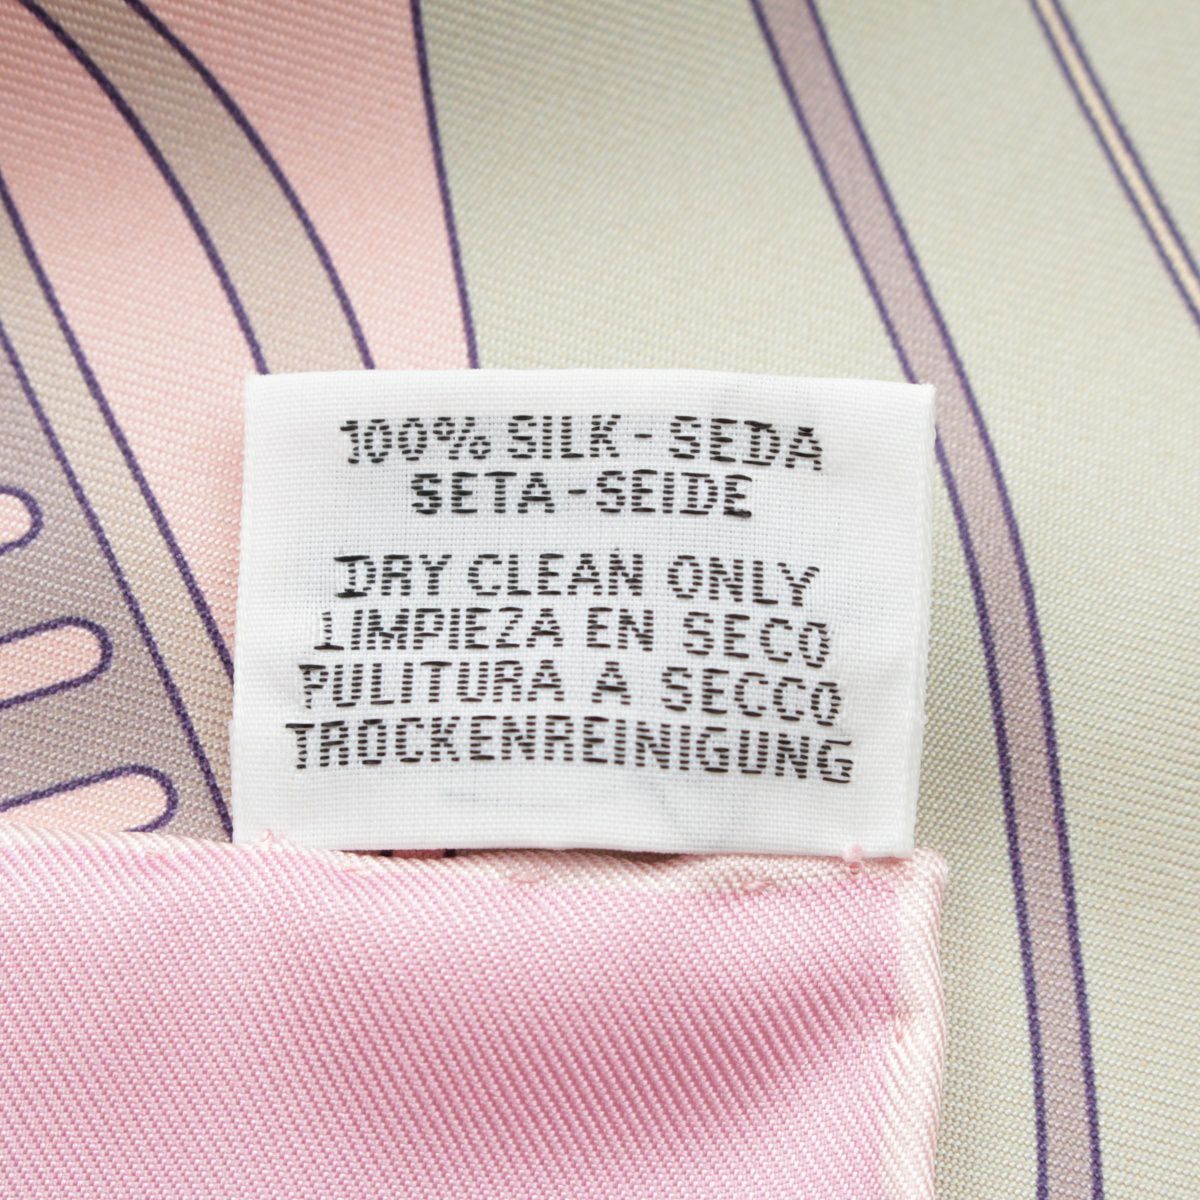 100% SILK - SEDA
SETA - SEIDE
DRY CLEAN ONLY
LIMPIEZA EN SECO
PULITURA A SECCO
TROCKENREINIGUNG